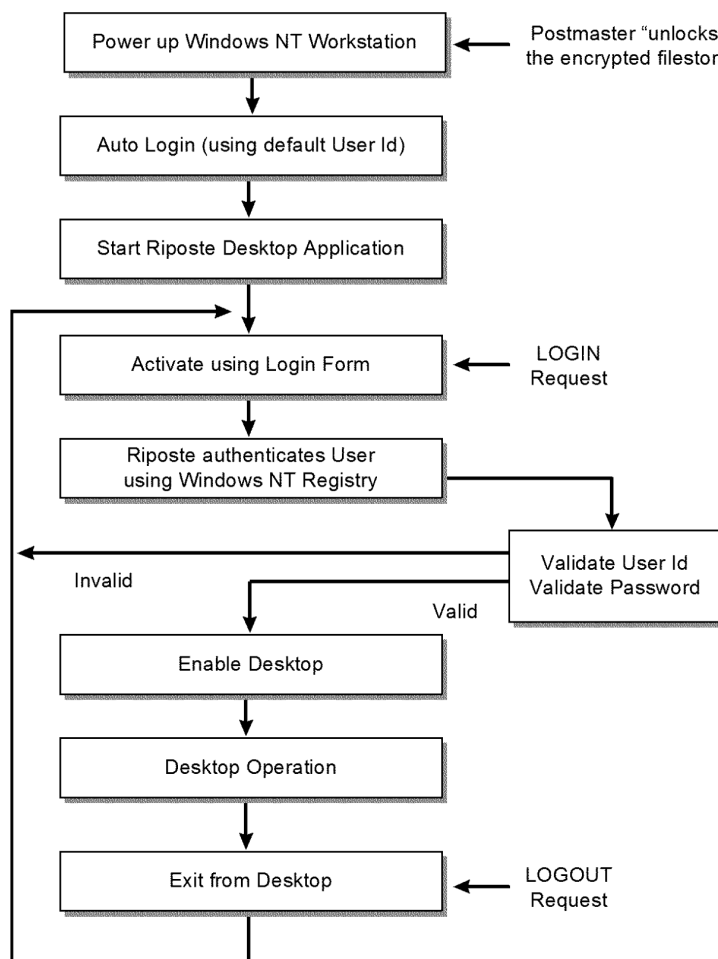 Power up Windows NT Workstation
Postmaster “unlocks
the encrypted filestor
Auto Login (using default User Id)
Start Riposte Desktop Application
Activate using Login Form
LOGIN
Request
Riposte authenticates User
using Windows NT Registry
Validate User Id
Validate Password
Invalid
Valid
Enable Desktop
Desktop Operation
Exit from Desktop
LOGOUT
Request